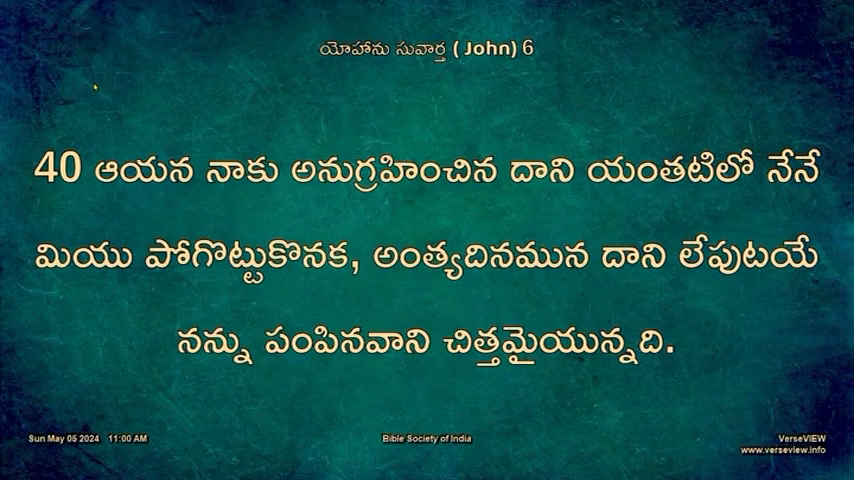 యోహాను సువార్త ( John) 6
40 ఆయన నాకు అనుగ్రహించిన దాని యంతటిలో నేనే
మియు పోగొట్టుకొనక, అంత్యదినమున దాని లేపుటయే
నన్ను పంపినవాని చిత్తమైయున్నది.
Sun May 05 2024 11:00 AM
Bible Society of India
VerseVIEW
www.verseview.info